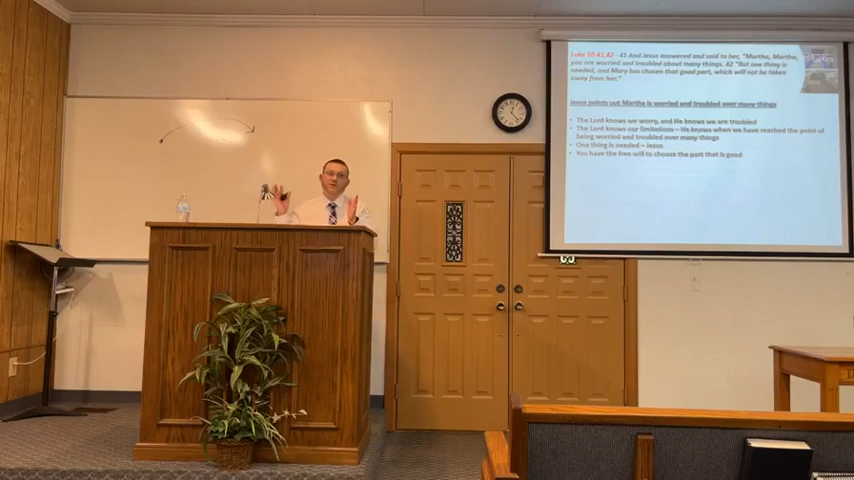 Luke 10:41,42 - 41 And Jesus answered and said to her, "Martha, Martha,
you are worried and troubled about many things. 42 "But one thing is
needed, and Mary has chosen that good part, which will not be taken
away from her."
Jesus points out Martha is worried and troubled over many things
• The Lord knows we worry, and He knows we are troubled
• The Lord knows our limitations – He knows when we have reached the point of
being worried and troubled over many things
• One thing is needed – Jesus
• You have the free will to choose the part that is good